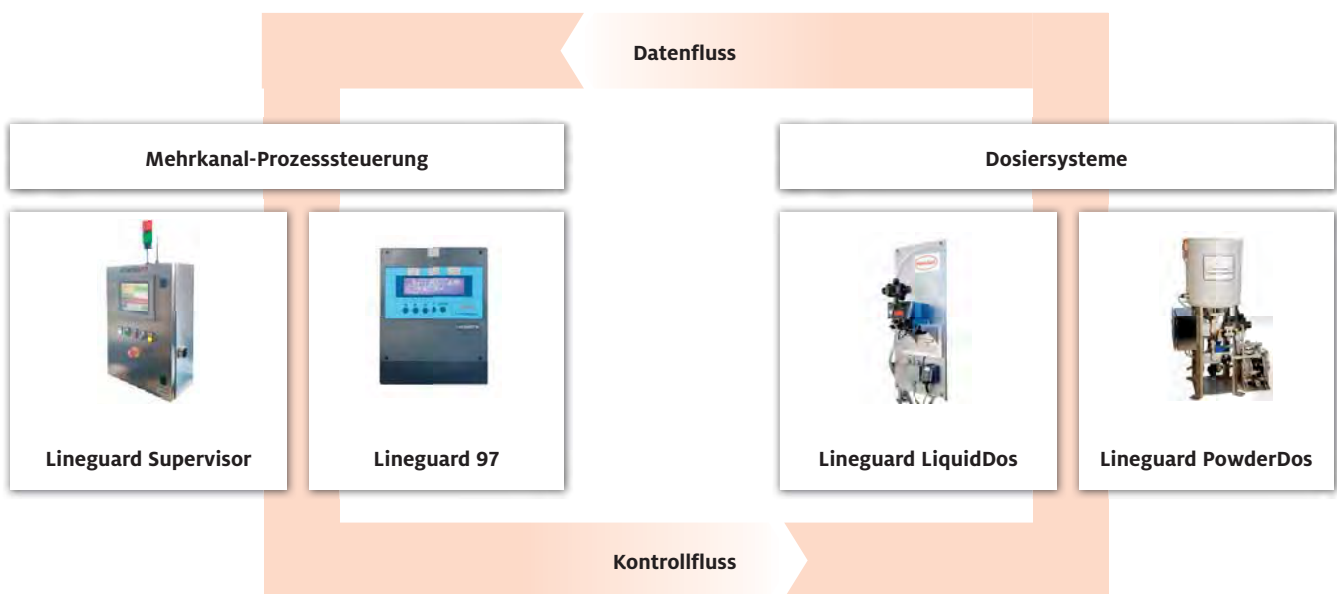 Datenfluss
Mehrkanal-Prozesssteuerung
Dosiersysteme
Lineguard Supervisor
Lineguard 97
Lineguard LiquidDos
Lineguard PowderDos
Kontrollfluss